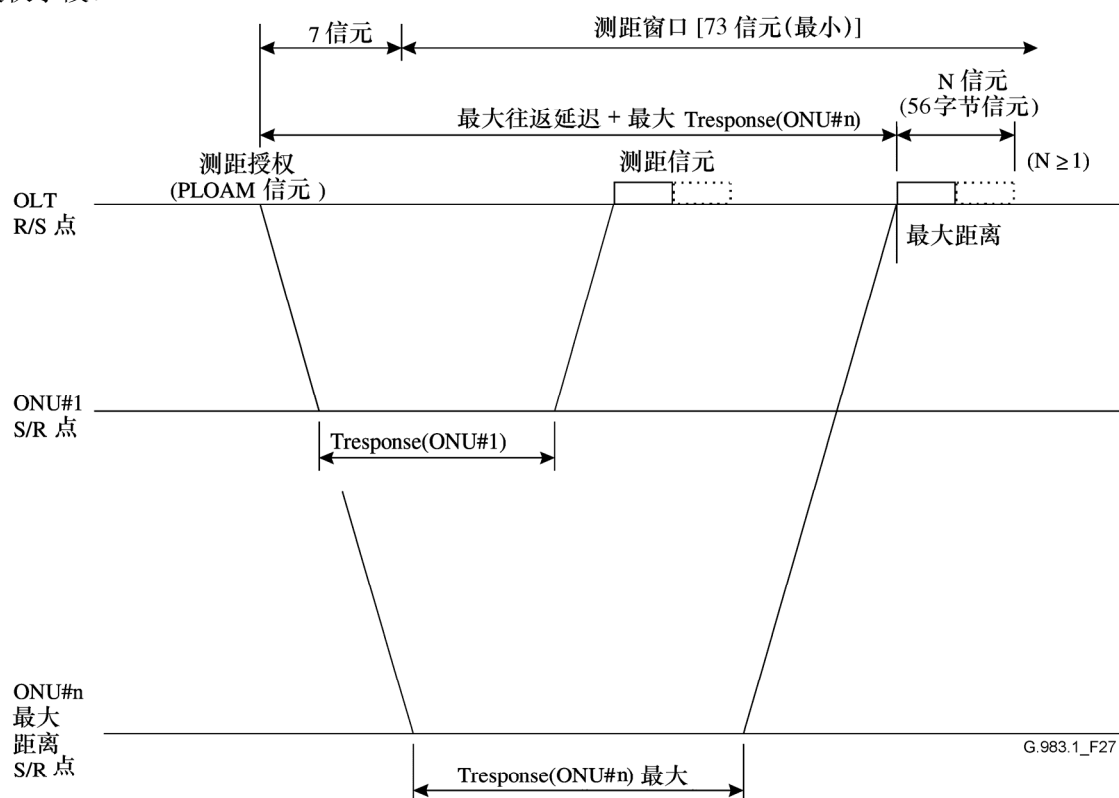 7 信元
测距窗口 [73 信元(最小)]
N 信元
(56字节信元)
最大往返延迟 + 最大 Tresponse(ONU#n)
(N ≥ 1)
测距授权
(PLOAM 信元 )
测距信元
OLT
R/S 点
最大距离
ONU#1
S/R 点
Tresponse(ONU#1)
ONU#n
最大
距离
S/R 点
G.983.1_F27
Tresponse(ONU#n) 最大